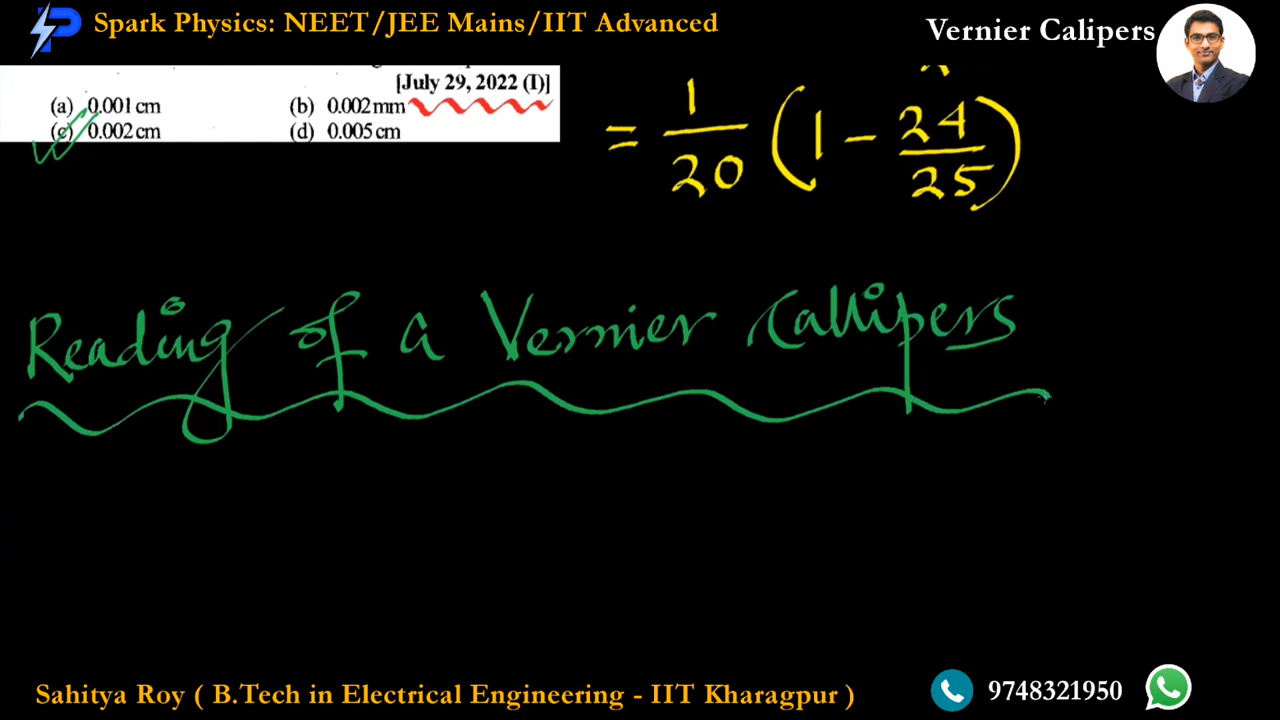 Spark Physics: NEET/JEE Mains/IIT Advanced
Vernier Calipers
[July 29, 2022 (I)]
(a) 0.001 cm (b) 0.002 mm
(c) 0.002 cm (d) 0.005 cm
= 1/20 (1 - 24/25)
Reading of a Vernier Callipers
Sahitya Roy ( B.Tech in Electrical Engineering - IIT Kharagpur )
9748321950